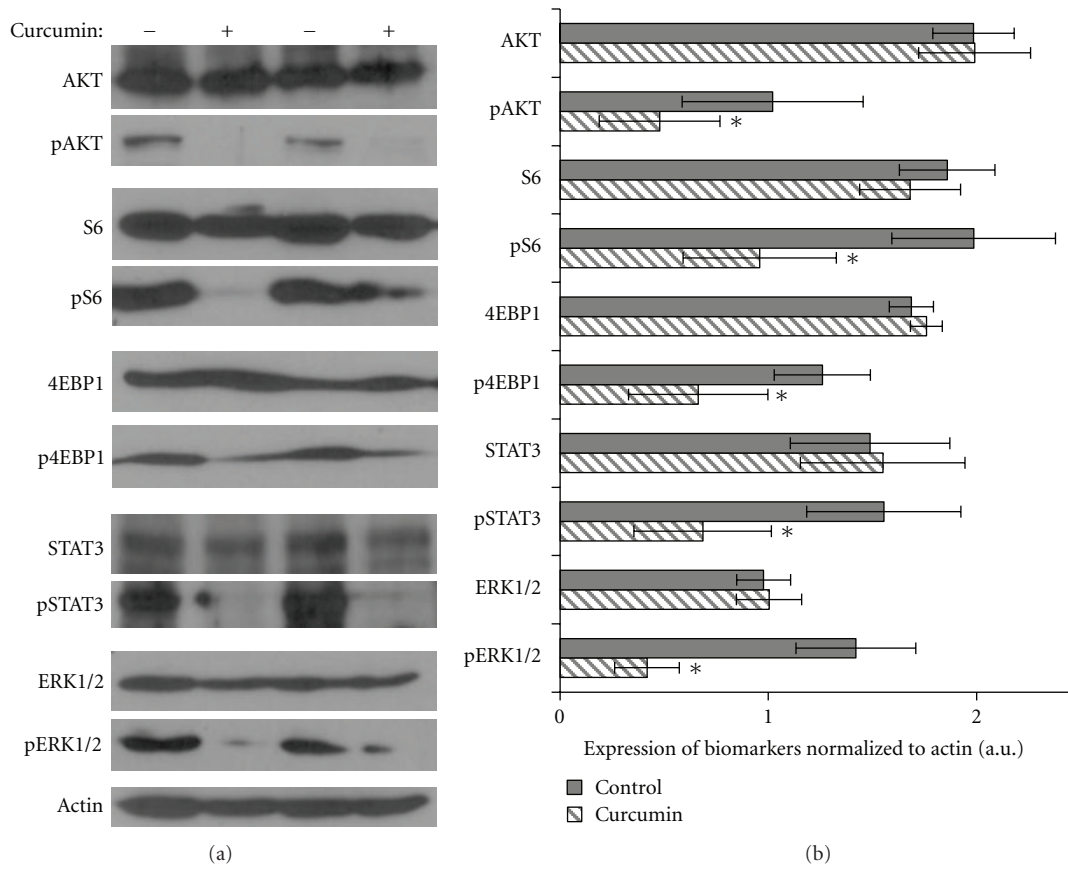 Curcumin: − + − +
AKT
pAKT
S6
pS6
4EBP1
p4EBP1
STAT3
pSTAT3
ERK1/2
pERK1/2
Actin
(a)
AKT
pAKT
*
S6
pS6
*
4EBP1
p4EBP1
*
STAT3
pSTAT3
*
ERK1/2
pERK1/2
*
0 1 2
Expression of biomarkers normalized to actin (a.u.)
Control
Curcumin
(b)